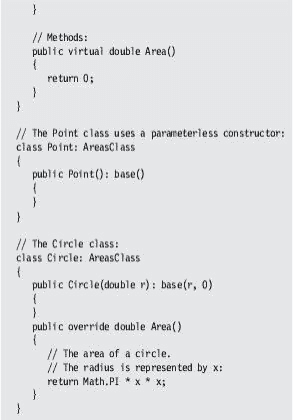 }
// Methods:
public virtual double Area()
{
return 0;
}
}
// The Point class uses a parameterless constructor:
class Point: AreasClass
{
public Point(): base()
{
}
}
// The Circle class:
class Circle: AreasClass
{
public Circle(double r): base(r, 0)
{
}
public override double Area()
{
// The area of a circle.
// The radius is represented by x:
return Math.PI * x * x;
}
}